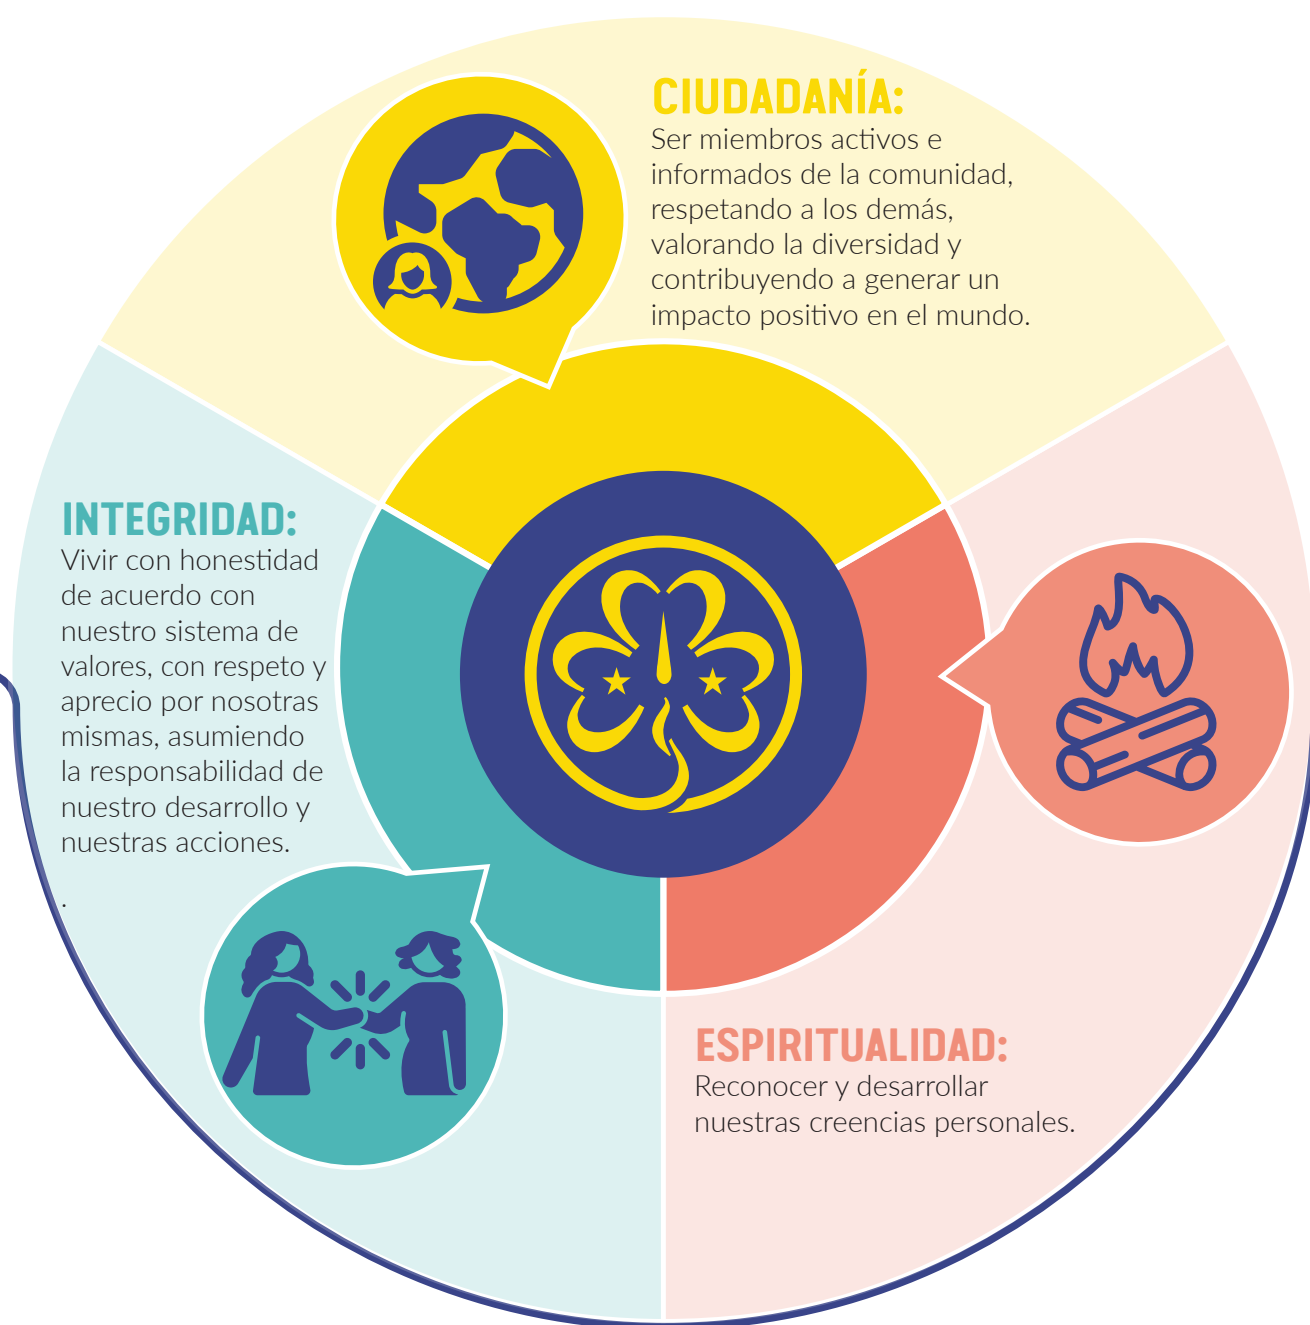 CIUDADANÍA:
Ser miembros activos e
informados de la comunidad,
respetando a los demás,
valorando la diversidad y
contribuyendo a generar un
impacto positivo en el mundo.
INTEGRIDAD:
Vivir con honestidad
de acuerdo con
nuestro sistema de
valores, con respeto y
aprecio por nosotras
mismas, asumiendo
la responsabilidad de
nuestro desarrollo y
nuestras acciones.
.
ESPIRITUALIDAD:
Reconocer y desarrollar
nuestras creencias personales.